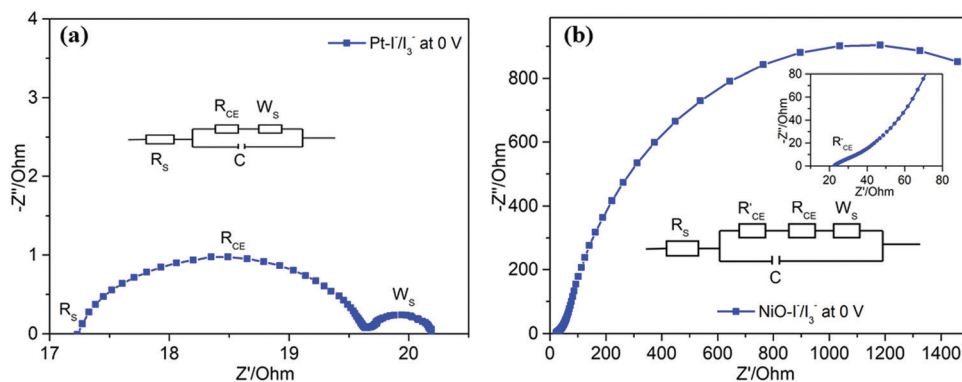 (a)
Pt-I⁻/I₃⁻ at 0 V
R_CE
W_S
R_S
C
R_S
R_CE
W_S
4
3
2
1
0
-Z''/Ohm
17
18
19
20
Z'/Ohm
(b)
800
600
400
200
0
-Z''/Ohm
0
200
400
600
800
1000
1200
1400
Z'/Ohm
80
60
40
20
0
-Z''/Ohm
R'_CE
0
20
40
60
80
Z'/Ohm
R_S
R'_CE
R_CE
W_S
C
NiO-I⁻/I₃⁻ at 0 V